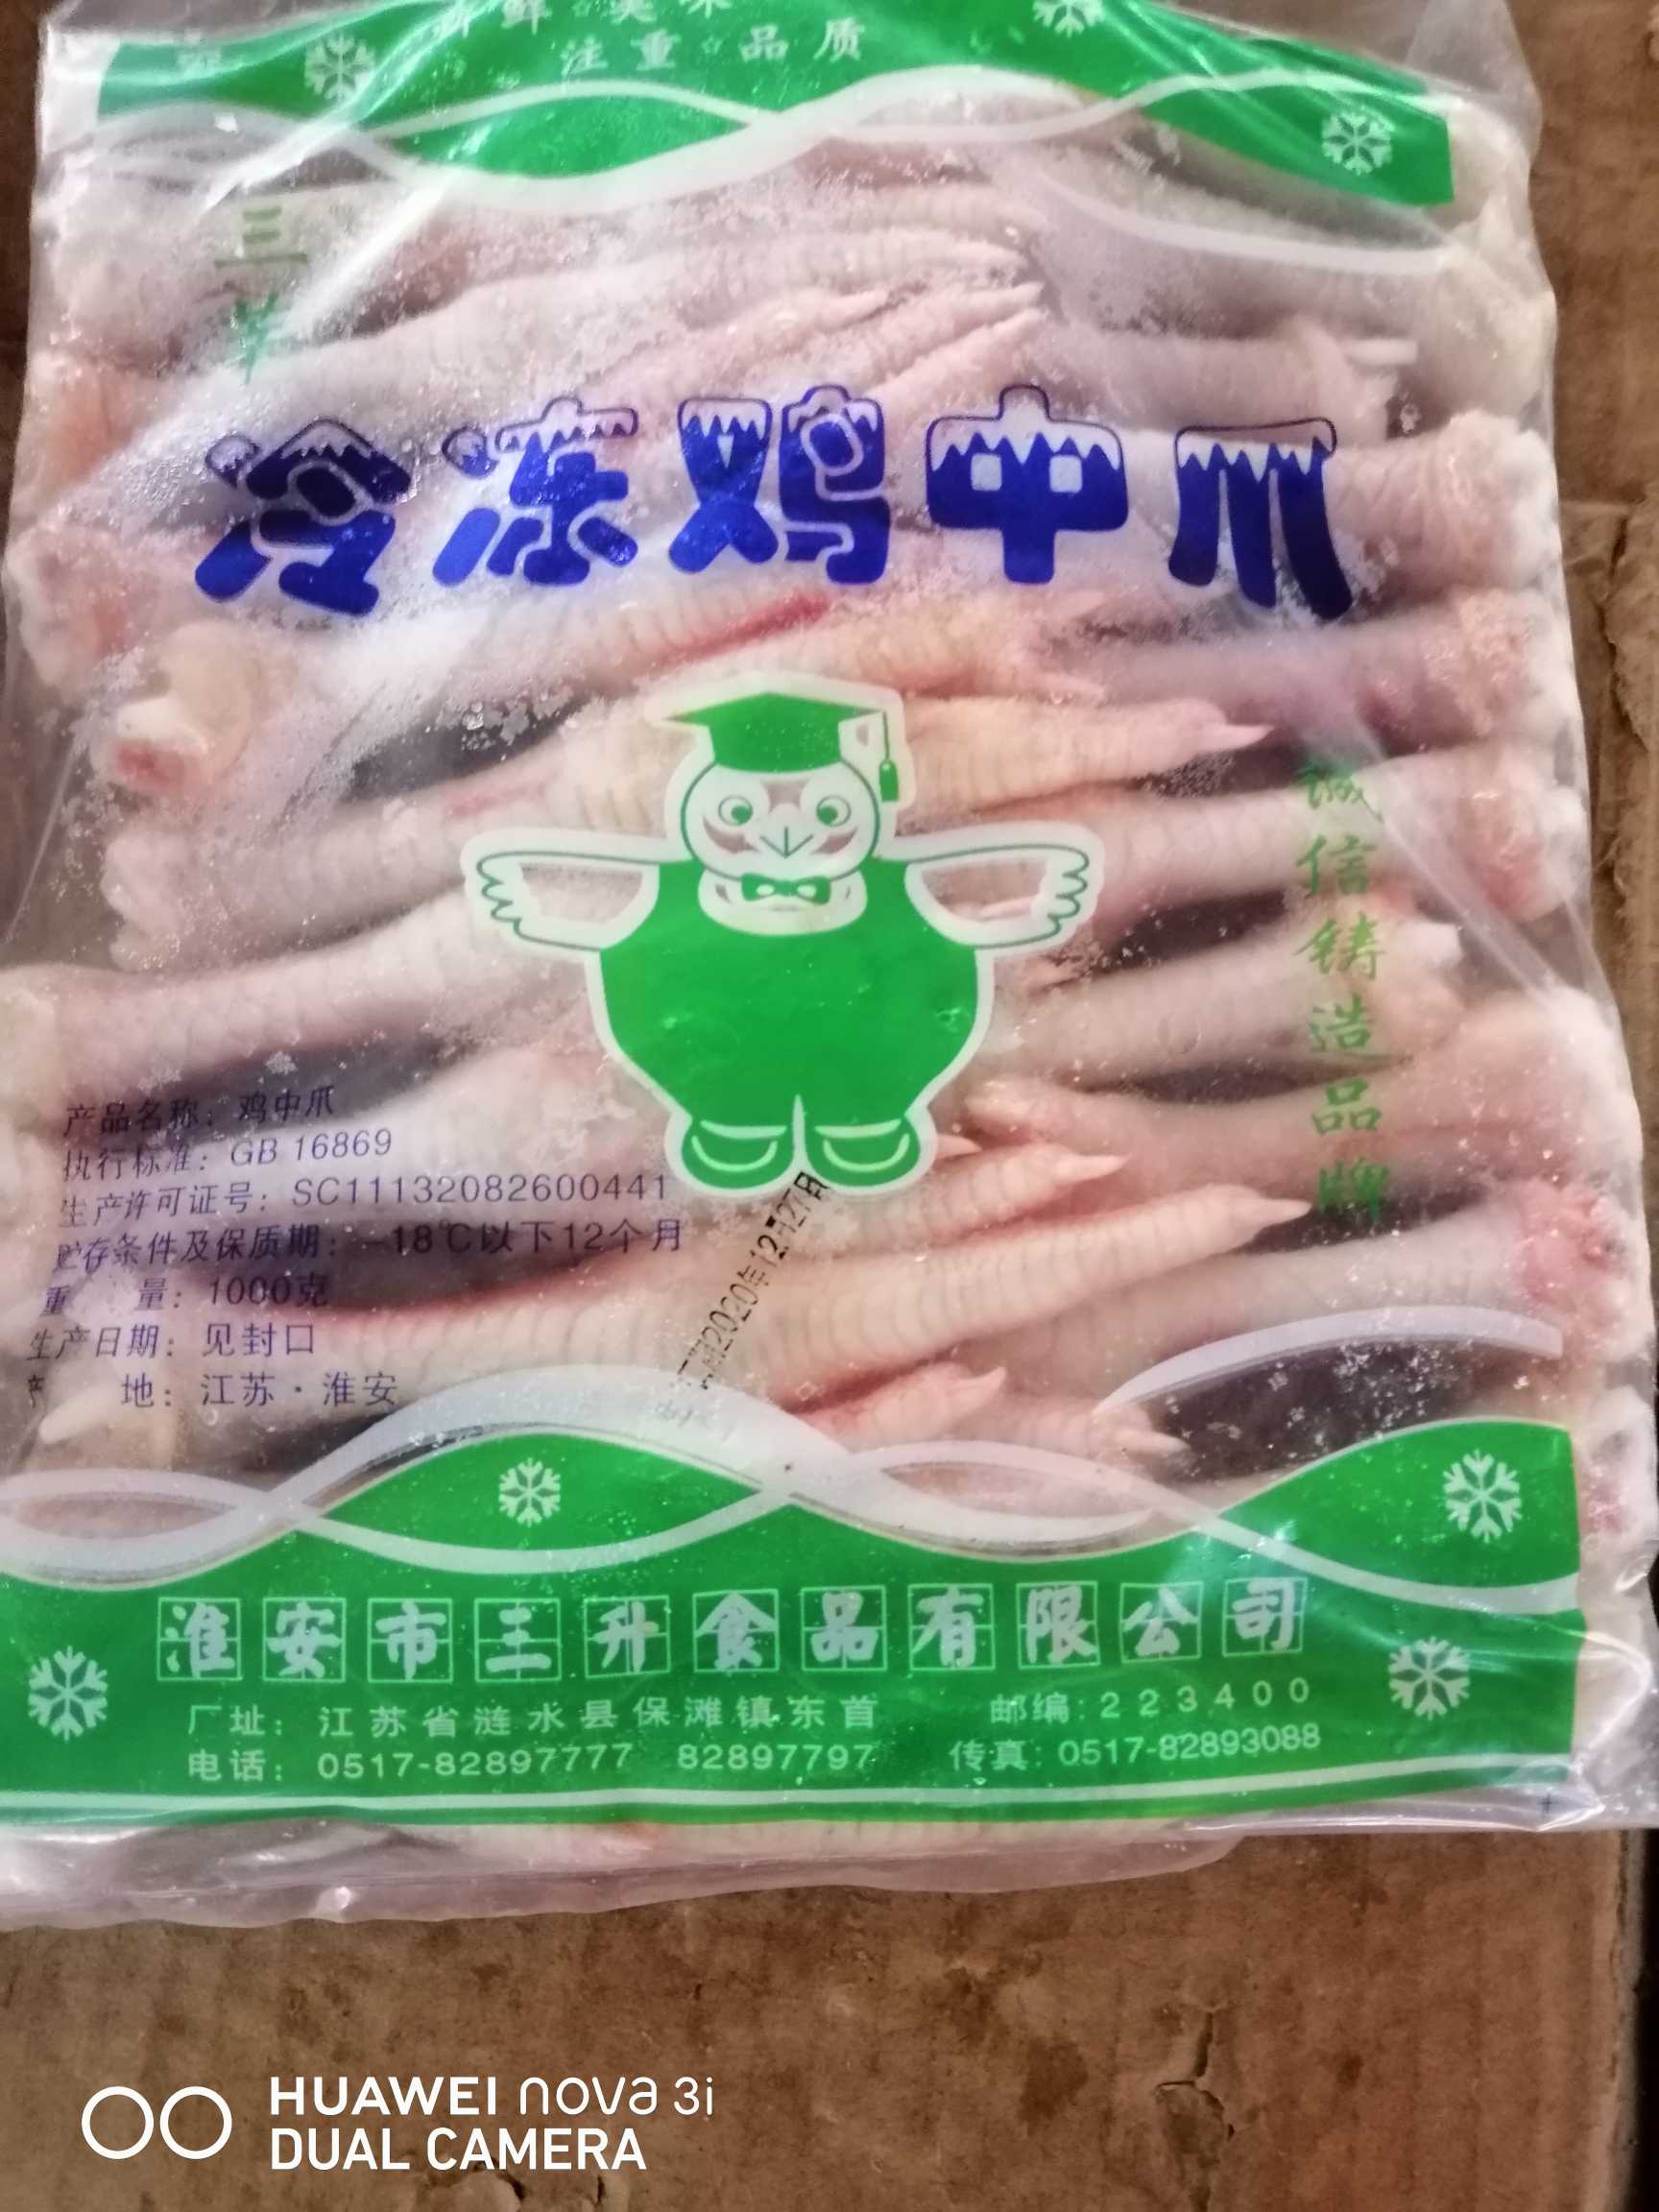 注重☆品质
三
冷冻鸡中爪
诚信铸造品牌
产品名称：鸡中爪
执行标准：GB 16869
生产许可证号：SC11132082600441
贮存条件及保质期：－18℃以下12个月
重 量：1000克
生产日期：见封口
产 地：江苏·淮安
2020年12月27日
淮安市三升食品有限公司
厂址：江苏省涟水县保滩镇东首 邮编：223400
电话：0517-82897777 82897797 传真：0517-82893088
HUAWEI nova 3i
DUAL CAMERA